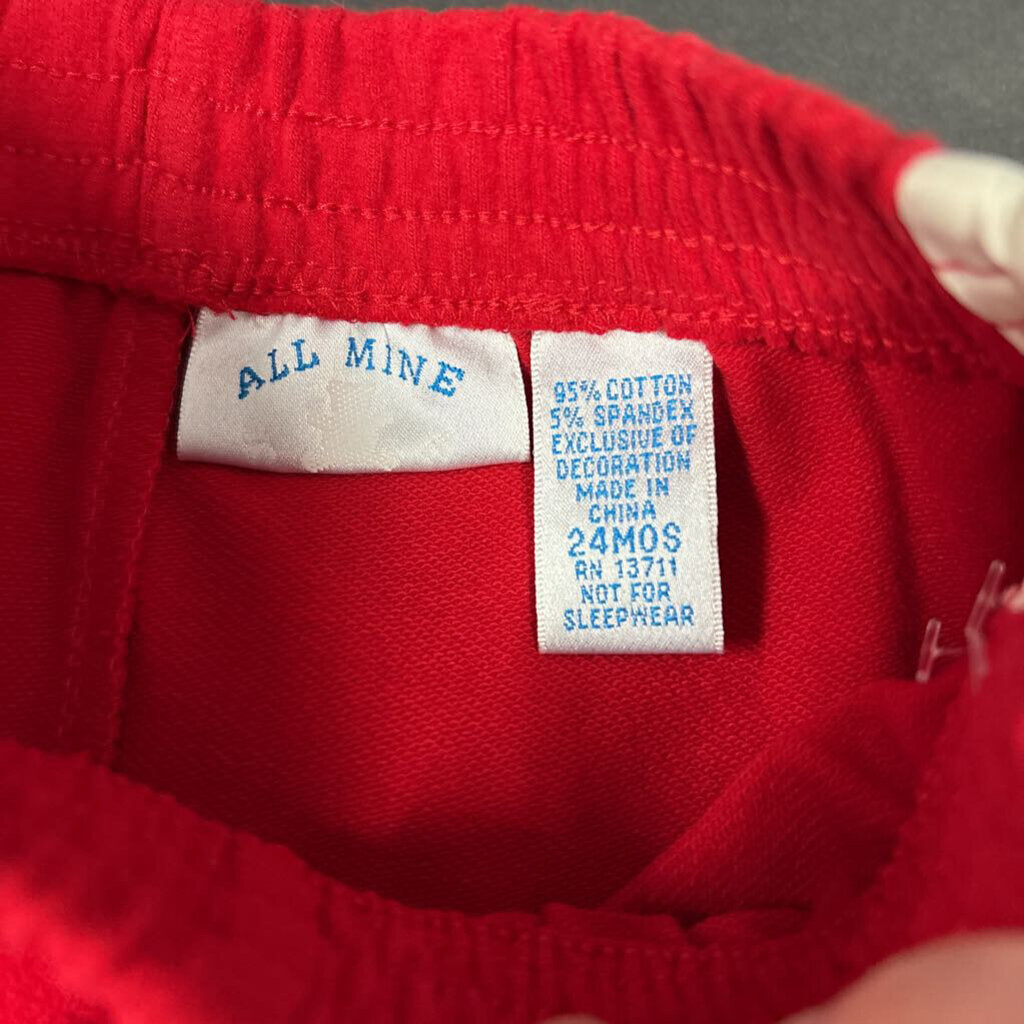 ALL MINE
95% COTTON
5% SPANDEX
EXCLUSIVE OF
DECORATION
MADE IN
CHINA
24MOS
RN 13711
NOT FOR
SLEEPWEAR